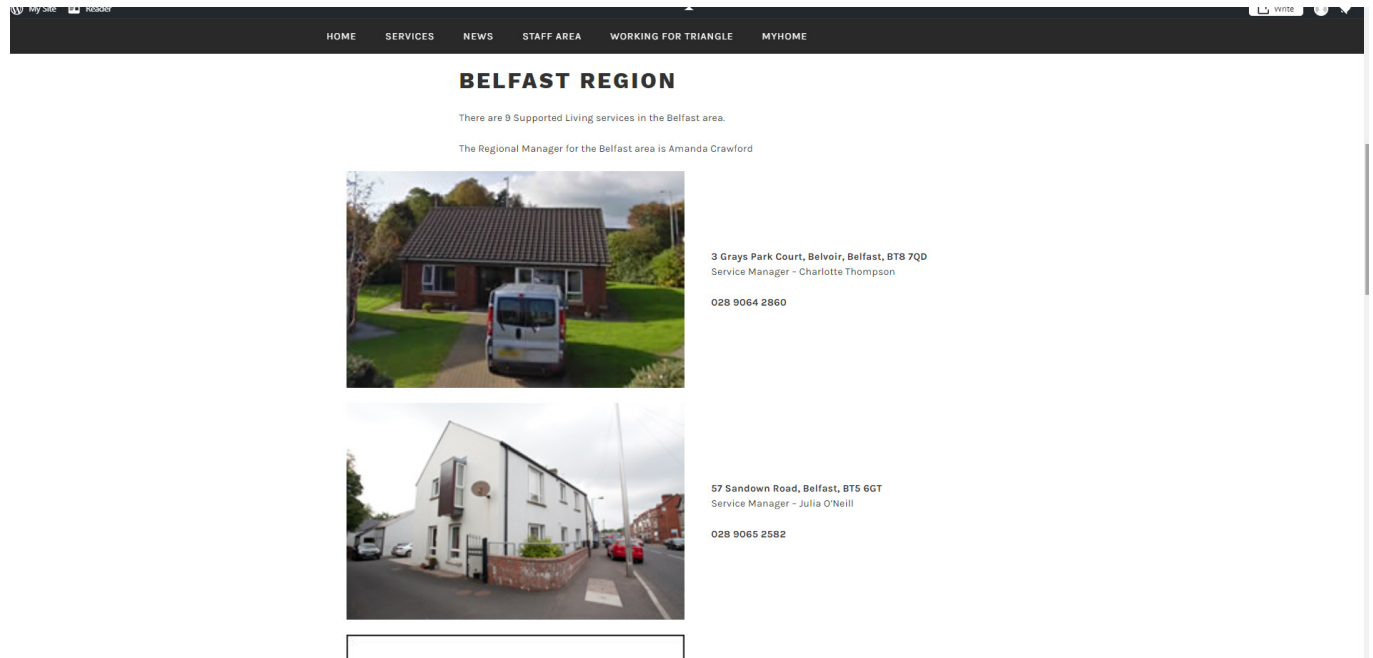 My Site Reader Write
HOME SERVICES NEWS STAFF AREA WORKING FOR TRIANGLE MYHOME
BELFAST REGION
There are 9 Supported Living services in the Belfast area.
The Regional Manager for the Belfast area is Amanda Crawford
3 Grays Park Court, Belvoir, Belfast, BT8 7QD
Service Manager – Charlotte Thompson
028 9064 2860
57 Sandown Road, Belfast, BT5 6GT
Service Manager – Julia O'Neill
028 9065 2582